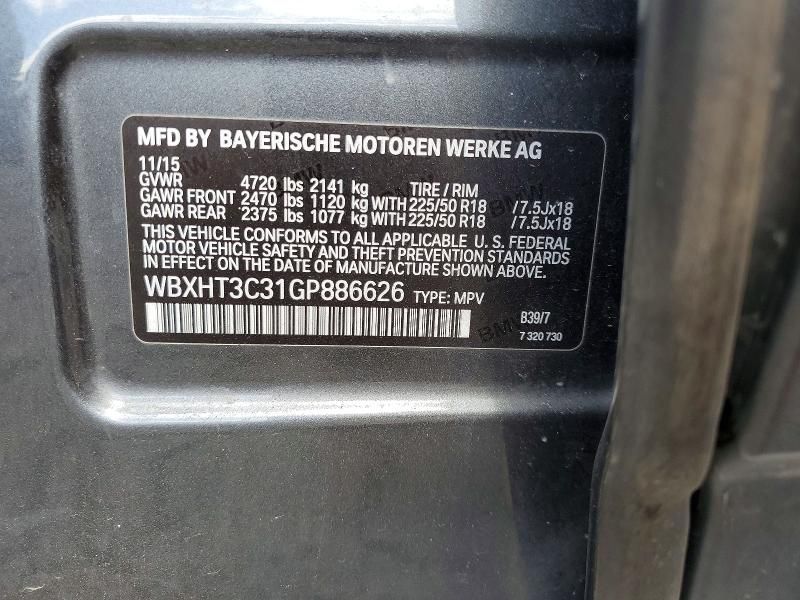 MFD BY BAYERISCHE MOTOREN WERKE AG
11/15
GVWR 4720 lbs 2141 kg TIRE / RIM
GAWR FRONT 2470 lbs 1120 kg WITH 225/50 R18 /7.5Jx18
GAWR REAR 2375 lbs 1077 kg WITH 225/50 R18 /7.5Jx18
THIS VEHICLE CONFORMS TO ALL APPLICABLE U.S. FEDERAL
MOTOR VEHICLE SAFETY AND THEFT PREVENTION STANDARDS
IN EFFECT ON THE DATE OF MANUFACTURE SHOWN ABOVE.
WBXHT3C31GP886626 TYPE: MPV
B39/7
7 320 730